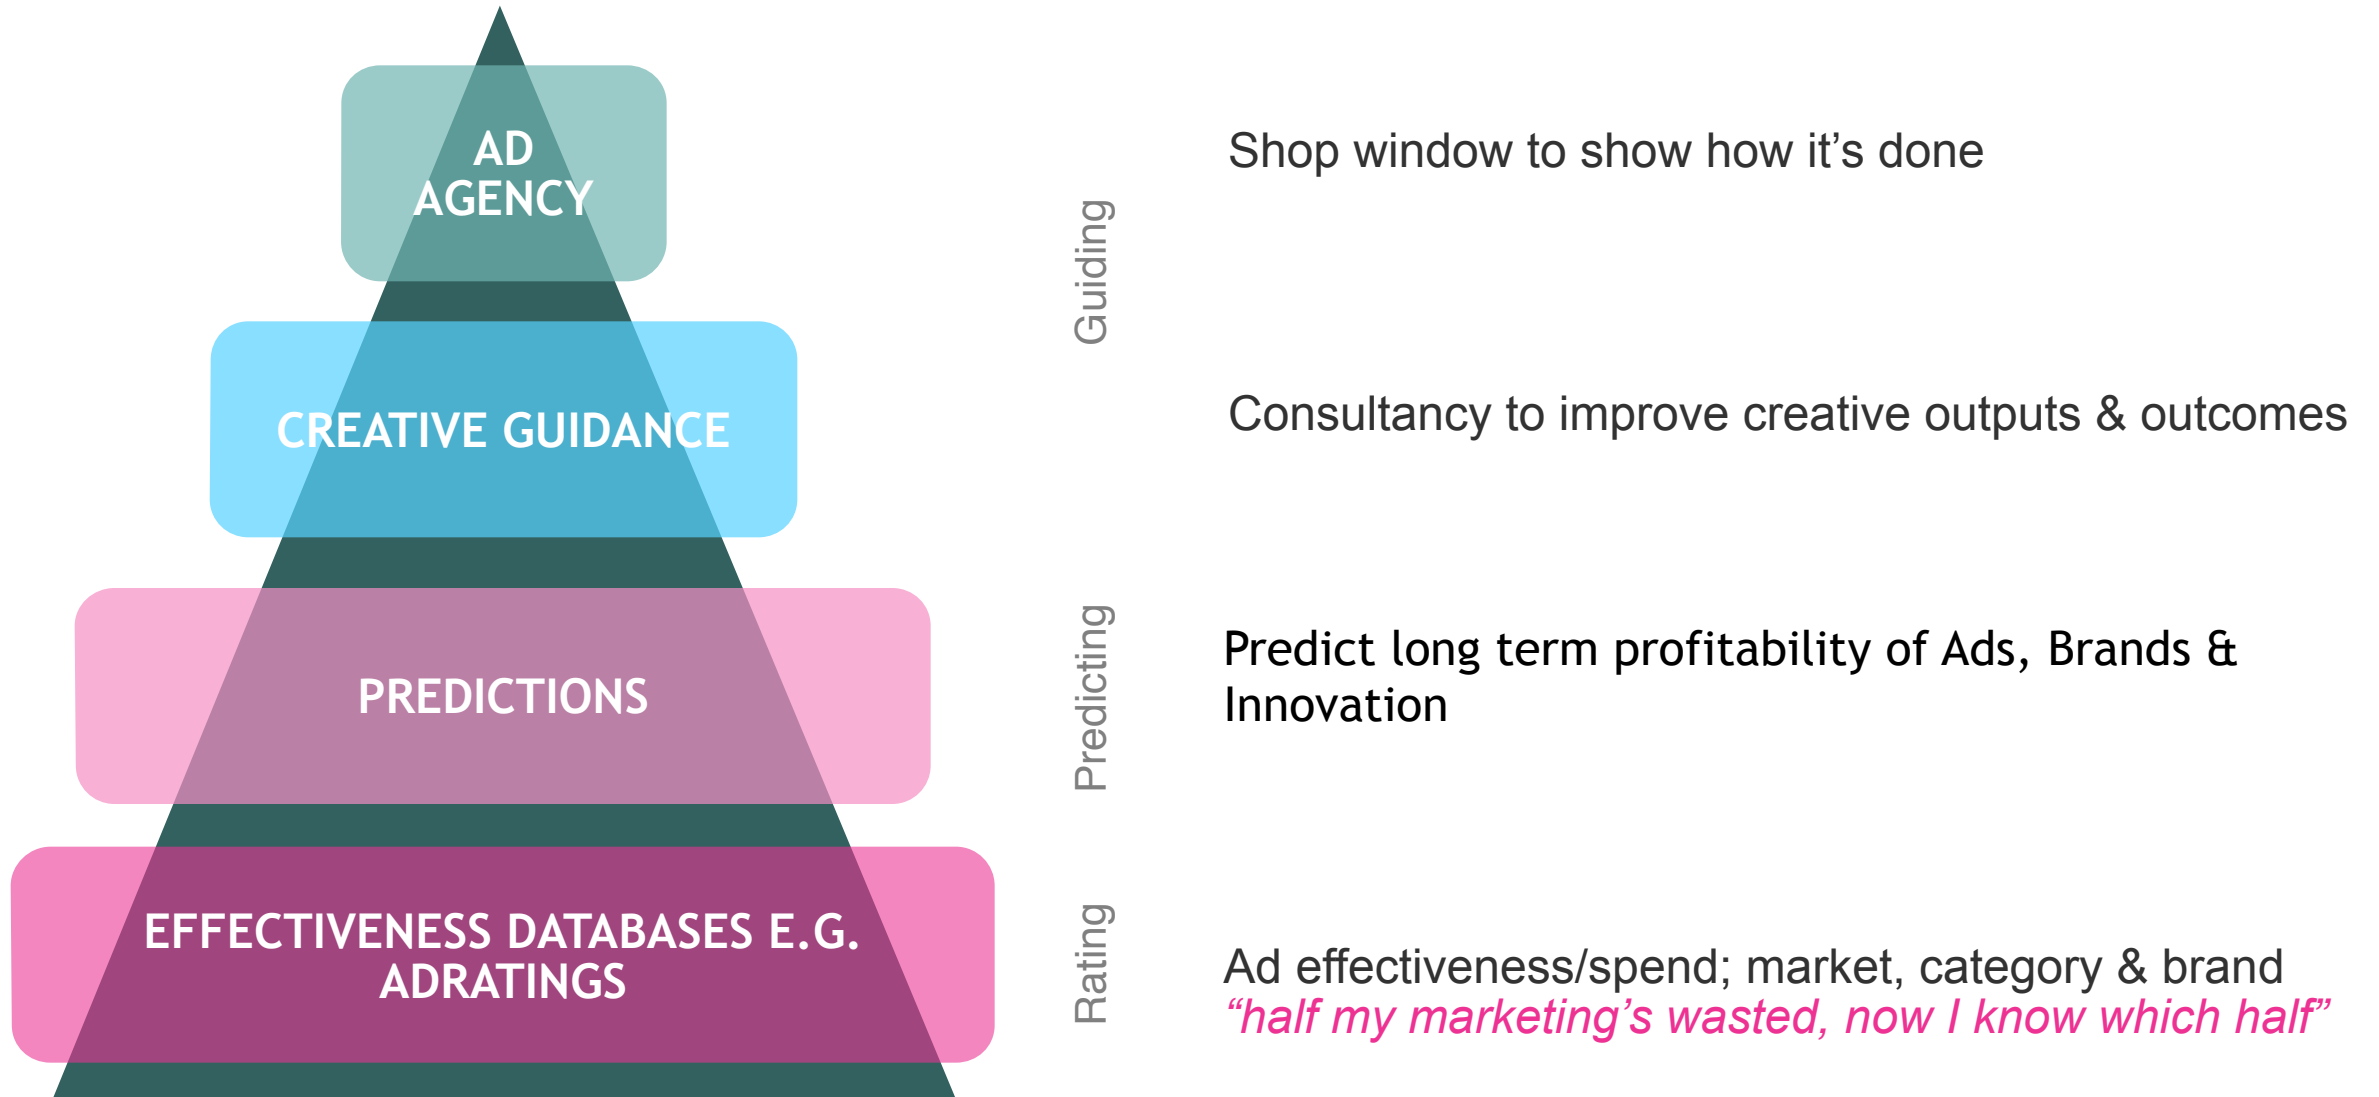 AD
AGENCY
Shop window to show how it’s done
Guiding
CREATIVE GUIDANCE
Consultancy to improve creative outputs & outcomes
PREDICTIONS
Predicting
Predict long term profitability of Ads, Brands &
Innovation
EFFECTIVENESS DATABASES E.G.
ADRATINGS
Rating
Ad effectiveness/spend; market, category & brand
“half my marketing’s wasted, now I know which half”